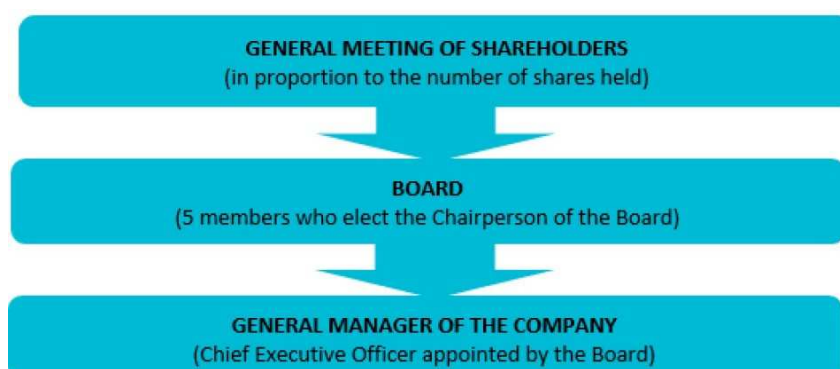 GENERAL MEETING OF SHAREHOLDERS
(in proportion to the number of shares held)
BOARD
(5 members who elect the Chairperson of the Board)
GENERAL MANAGER OF THE COMPANY
(Chief Executive Officer appointed by the Board)